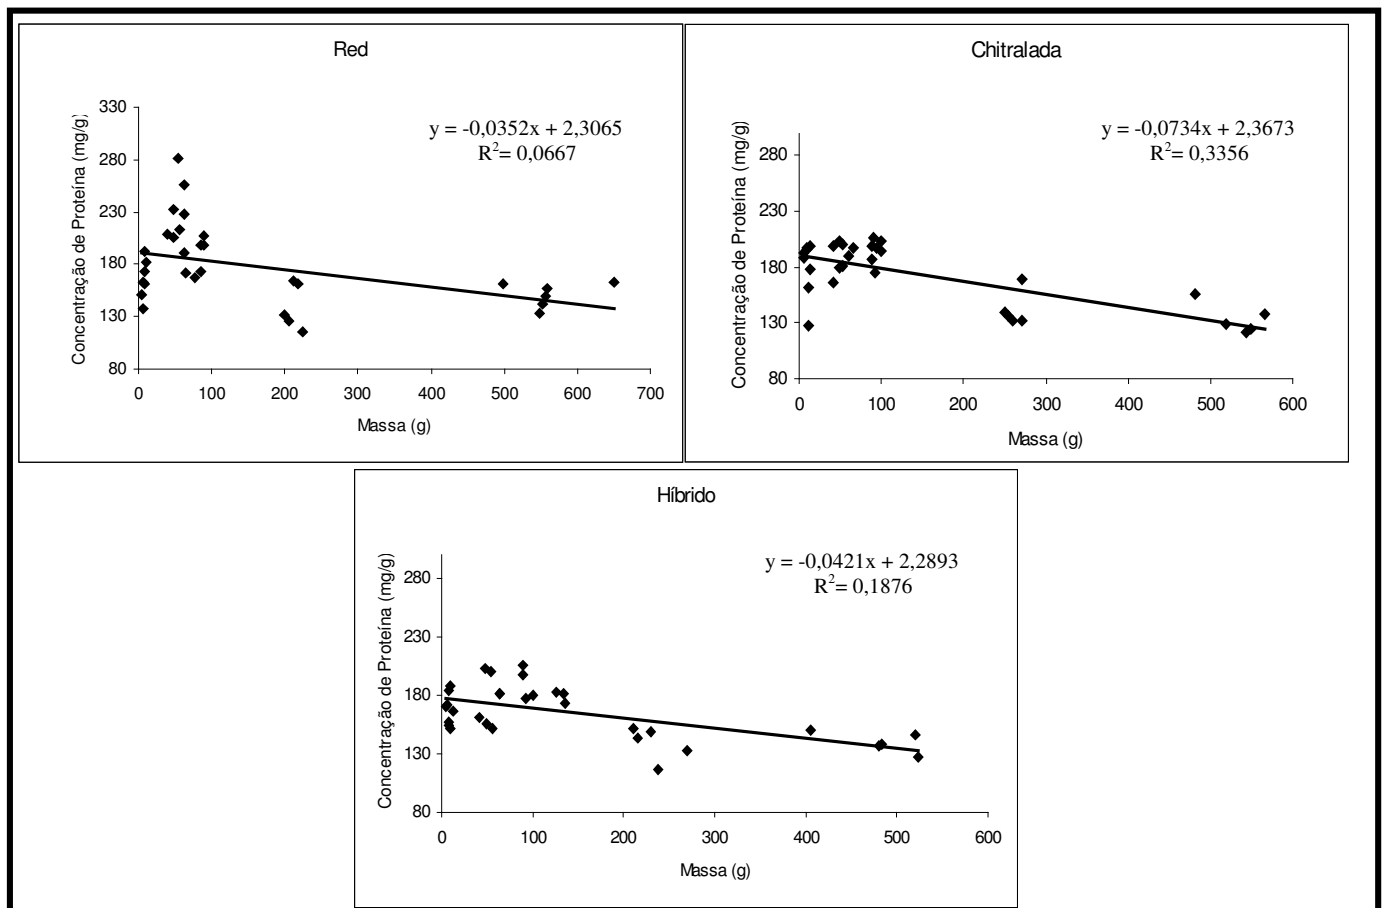 Red
y = -0,0352x + 2,3065
R²= 0,0667
Concentração de Proteína (mg/g)
330
280
230
180
130
80
0 100 200 300 400 500 600 700
Massa (g)
Chitralada
y = -0,0734x + 2,3673
R²= 0,3356
Concentração de Proteína (mg/g)
280
230
180
130
80
0 100 200 300 400 500 600
Massa (g)
Híbrido
y = -0,0421x + 2,2893
R²= 0,1876
Concentração de Proteína (mg/g)
280
230
180
130
80
0 100 200 300 400 500 600
Massa (g)